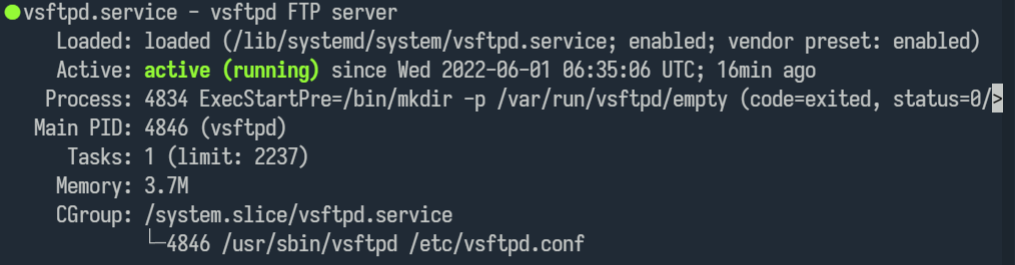 ●vsftpd.service - vsftpd FTP server
Loaded: loaded (/lib/systemd/system/vsftpd.service; enabled; vendor preset: enabled)
Active: active (running) since Wed 2022-06-01 06:35:06 UTC; 16min ago
Process: 4834 ExecStartPre=/bin/mkdir -p /var/run/vsftpd/empty (code=exited, status=0/>
Main PID: 4846 (vsftpd)
Tasks: 1 (limit: 2237)
Memory: 3.7M
CGroup: /system.slice/vsftpd.service
└─4846 /usr/sbin/vsftpd /etc/vsftpd.conf